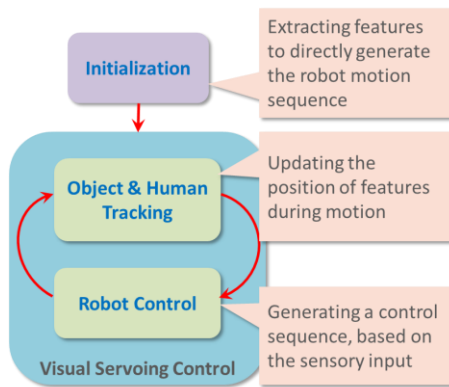 Initialization
Extracting features
to directly generate
the robot motion
sequence
Object & Human
Tracking
Updating the
position of features
during motion
Robot Control
Generating a control
sequence, based on
the sensory input
Visual Servoing Control